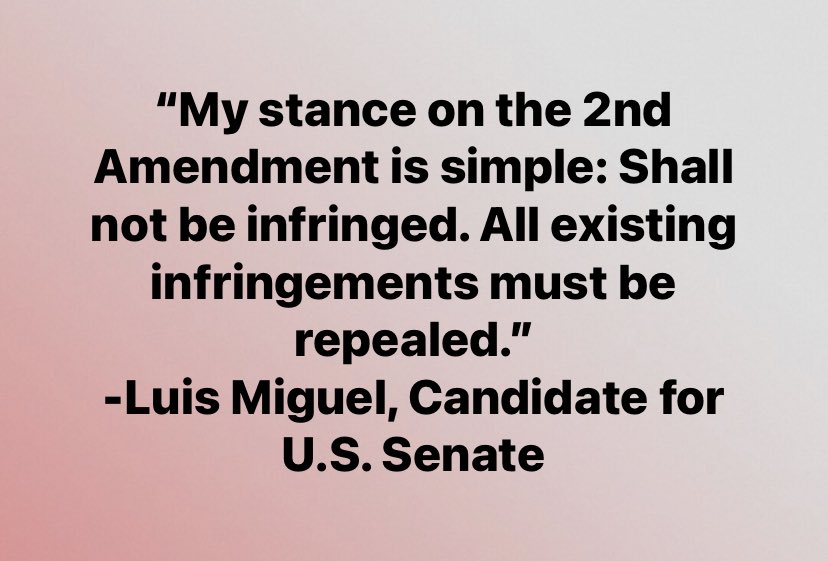 “My stance on the 2nd
Amendment is simple: Shall
not be infringed. All existing
infringements must be
repealed.”
-Luis Miguel, Candidate for
U.S. Senate